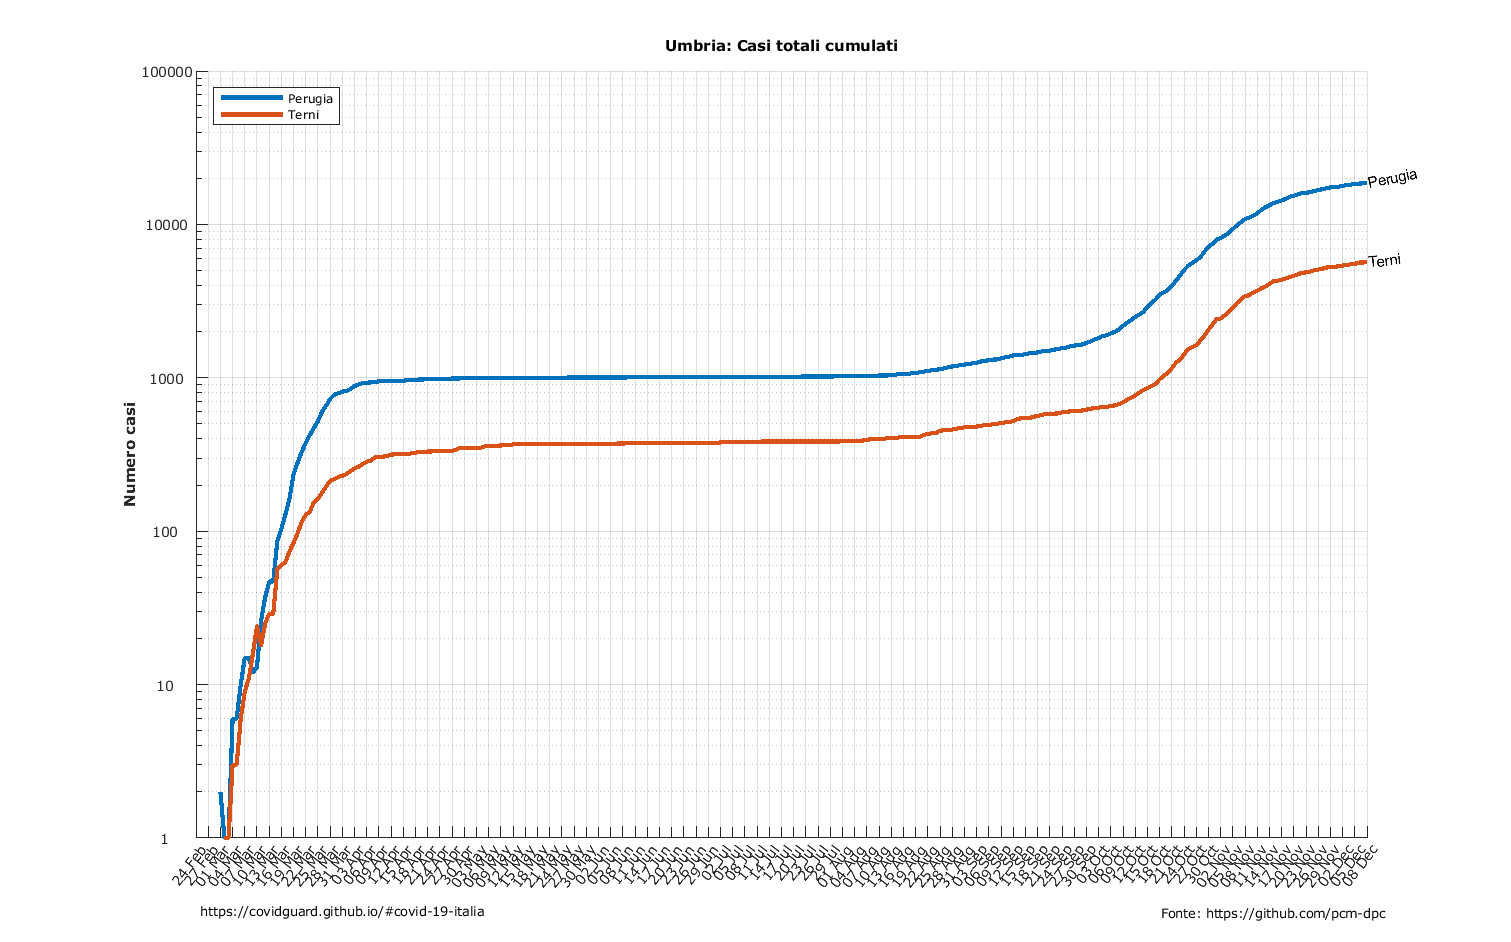 Umbria: Casi totali cumulati
100000
10000
1000
100
10
1
Numero casi
Perugia
Terni
Perugia
Terni
24 Feb
27 Feb
01 Mar
04 Mar
07 Mar
10 Mar
13 Mar
16 Mar
19 Mar
22 Mar
25 Mar
28 Mar
31 Mar
03 Apr
06 Apr
09 Apr
12 Apr
15 Apr
18 Apr
21 Apr
24 Apr
27 Apr
30 Apr
03 May
06 May
09 May
12 May
15 May
18 May
21 May
24 May
27 May
30 May
02 Jun
05 Jun
08 Jun
11 Jun
14 Jun
17 Jun
20 Jun
23 Jun
26 Jun
29 Jun
02 Jul
05 Jul
08 Jul
11 Jul
14 Jul
17 Jul
20 Jul
23 Jul
26 Jul
29 Jul
01 Aug
04 Aug
07 Aug
10 Aug
13 Aug
16 Aug
19 Aug
22 Aug
25 Aug
28 Aug
31 Aug
03 Sep
06 Sep
09 Sep
12 Sep
15 Sep
18 Sep
21 Sep
24 Sep
27 Sep
30 Sep
03 Oct
06 Oct
09 Oct
12 Oct
15 Oct
18 Oct
21 Oct
24 Oct
27 Oct
30 Oct
02 Nov
05 Nov
08 Nov
11 Nov
14 Nov
17 Nov
20 Nov
23 Nov
26 Nov
29 Nov
02 Dec
05 Dec
08 Dec
https://covidguard.github.io/#covid-19-italia
Fonte: https://github.com/pcm-dpc